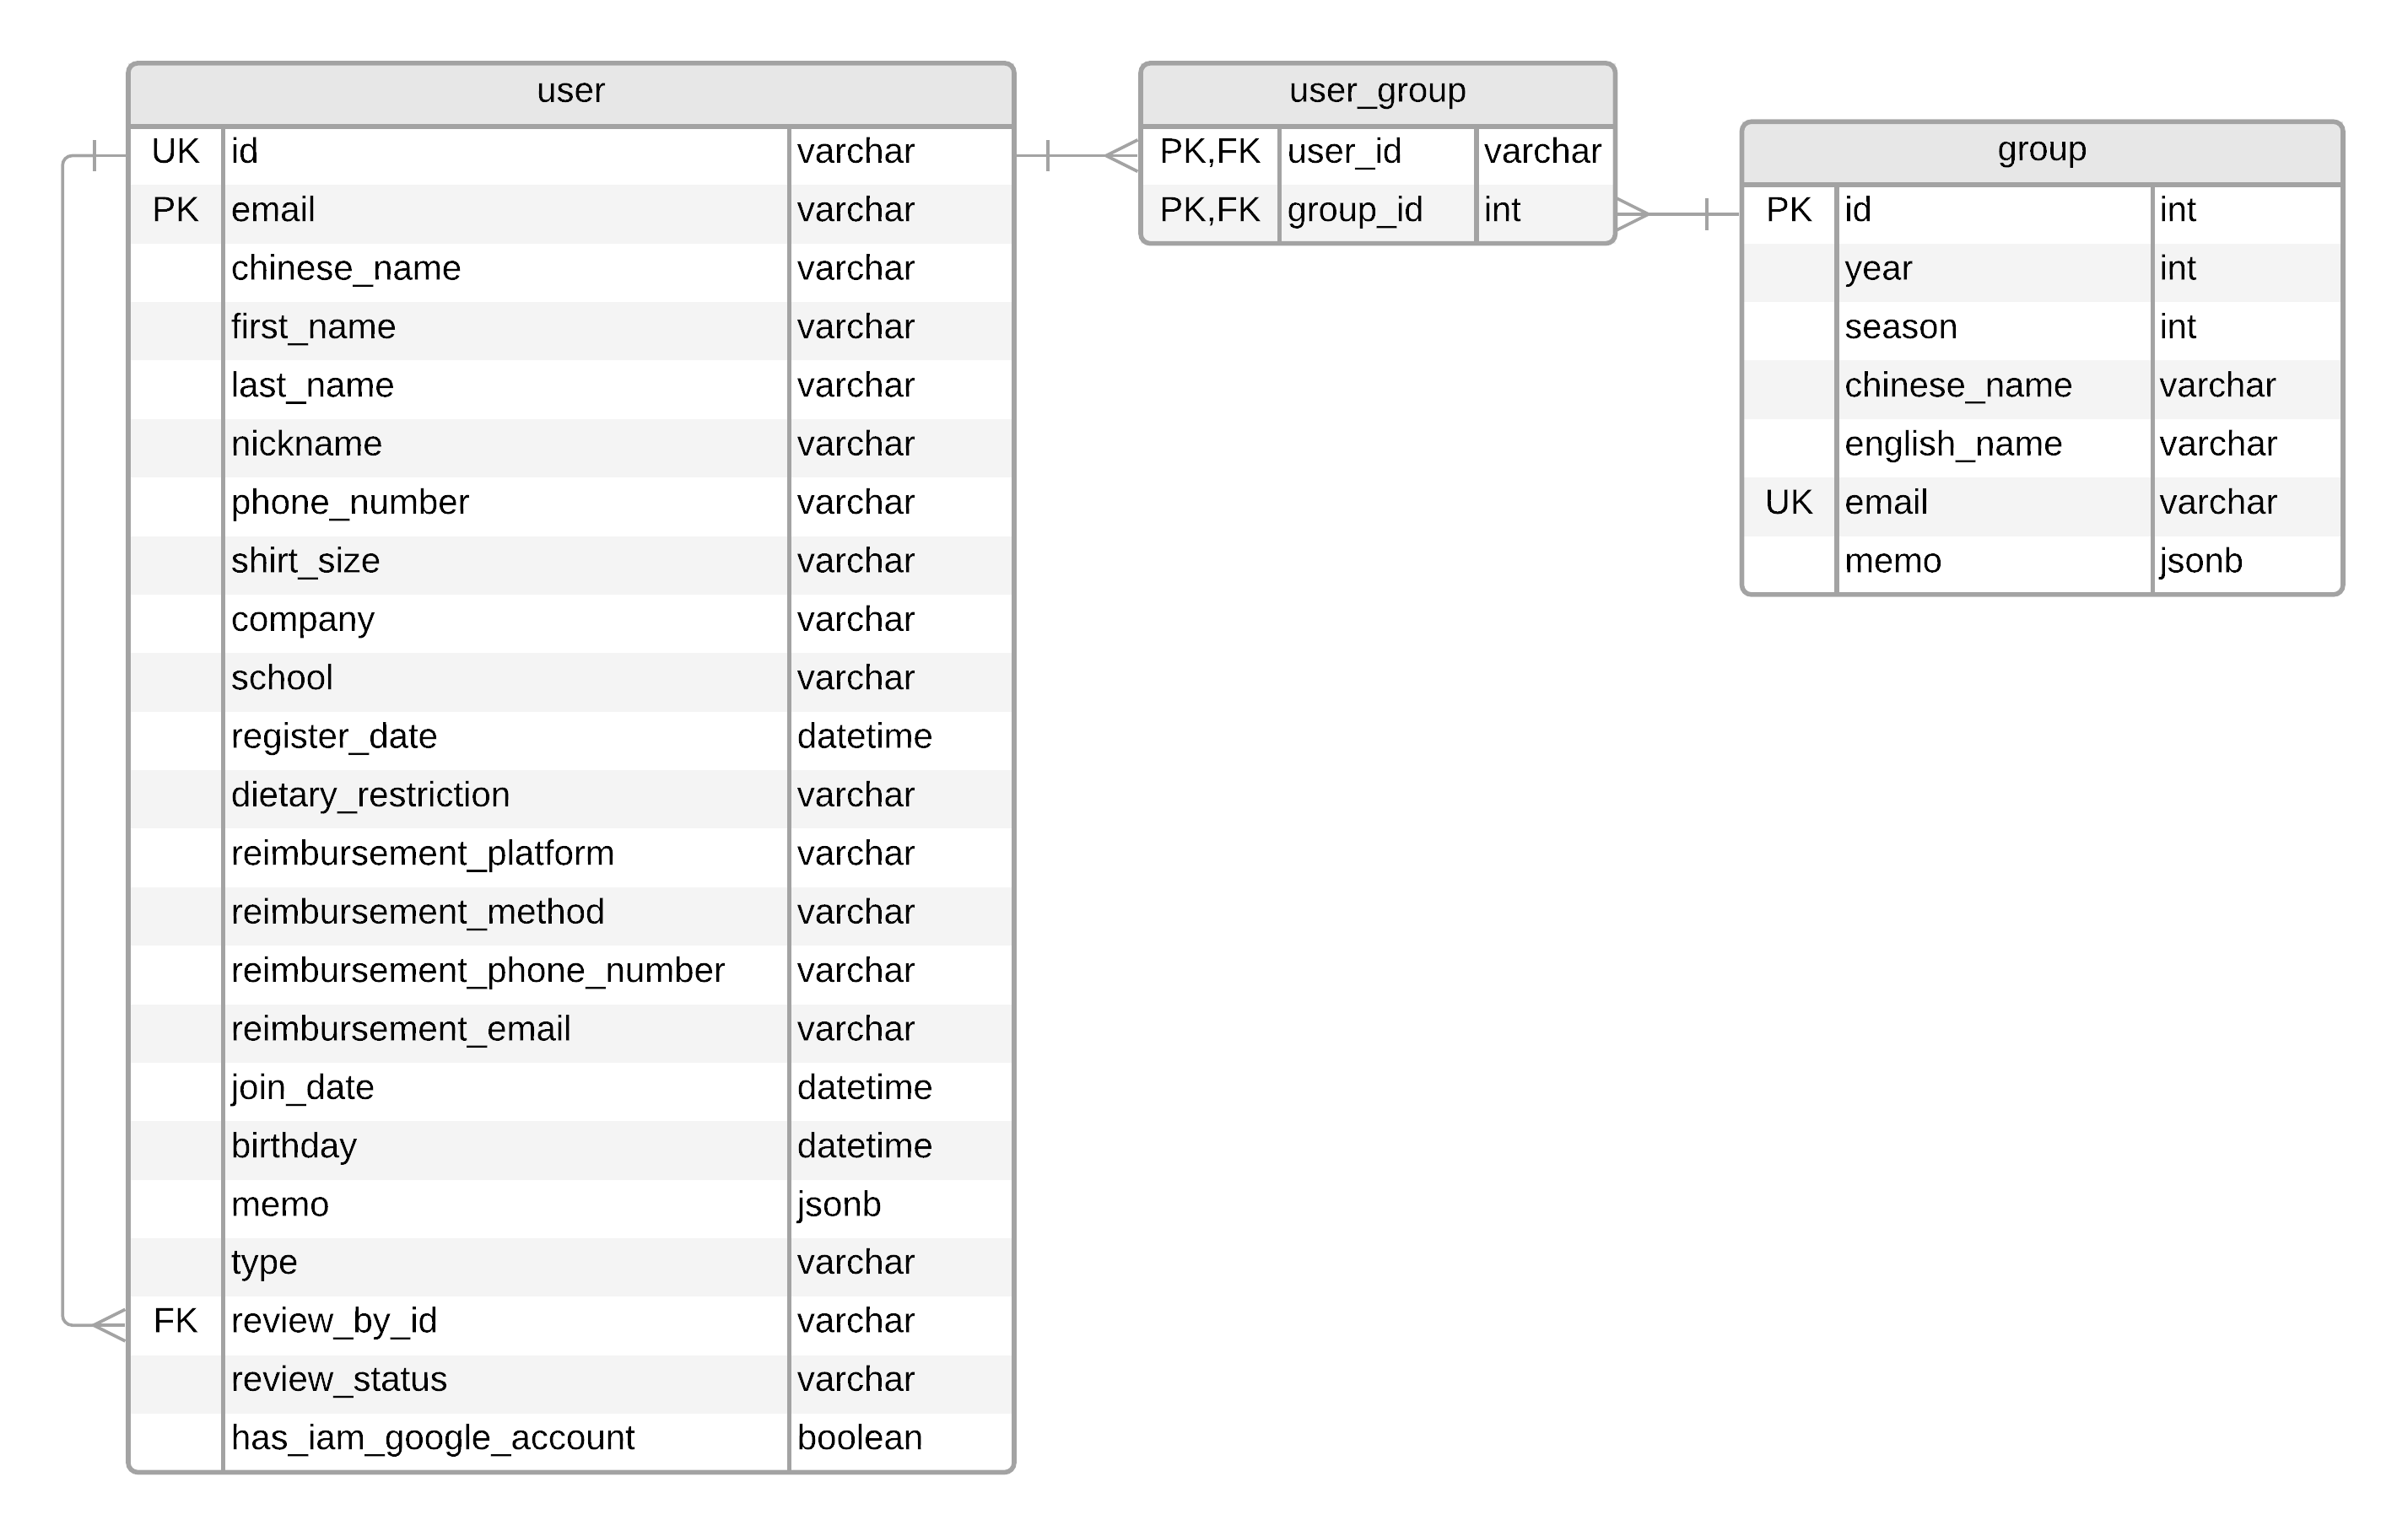 user
UK id varchar
PK email varchar
chinese_name varchar
first_name varchar
last_name varchar
nickname varchar
phone_number varchar
shirt_size varchar
company varchar
school varchar
register_date datetime
dietary_restriction varchar
reimbursement_platform varchar
reimbursement_method varchar
reimbursement_phone_number varchar
reimbursement_email varchar
join_date datetime
birthday datetime
memo jsonb
type varchar
FK review_by_id varchar
review_status varchar
has_iam_google_account boolean
user_group
PK,FK user_id varchar
PK,FK group_id int
group
PK id int
year int
season int
chinese_name varchar
english_name varchar
UK email varchar
memo jsonb